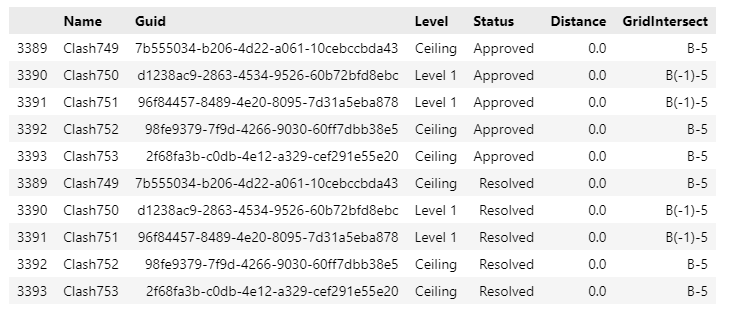 Name Guid Level Status Distance GridIntersect
3389 Clash749 7b555034-b206-4d22-a061-10cebccbda43 Ceiling Approved 0.0 B-5
3390 Clash750 d1238ac9-2863-4534-9526-60b72bfd8ebc Level 1 Approved 0.0 B(-1)-5
3391 Clash751 96f84457-8489-4e20-8095-7d31a5eba878 Level 1 Approved 0.0 B(-1)-5
3392 Clash752 98fe9379-7f9d-4266-9030-60ff7dbb38e5 Ceiling Approved 0.0 B-5
3393 Clash753 2f68fa3b-c0db-4e12-a329-cef291e55e20 Ceiling Approved 0.0 B-5
3389 Clash749 7b555034-b206-4d22-a061-10cebccbda43 Ceiling Resolved 0.0 B-5
3390 Clash750 d1238ac9-2863-4534-9526-60b72bfd8ebc Level 1 Resolved 0.0 B(-1)-5
3391 Clash751 96f84457-8489-4e20-8095-7d31a5eba878 Level 1 Resolved 0.0 B(-1)-5
3392 Clash752 98fe9379-7f9d-4266-9030-60ff7dbb38e5 Ceiling Resolved 0.0 B-5
3393 Clash753 2f68fa3b-c0db-4e12-a329-cef291e55e20 Ceiling Resolved 0.0 B-5